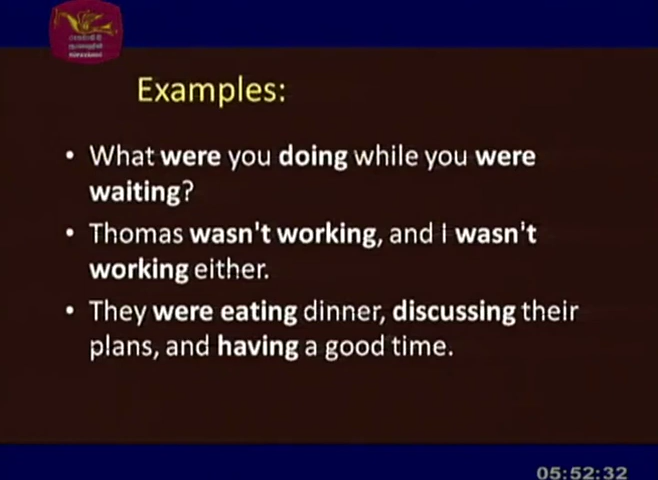 Examples:
• What were you doing while you were
waiting?
• Thomas wasn't working, and I wasn't
working either.
• They were eating dinner, discussing their
plans, and having a good time.
05:52:32